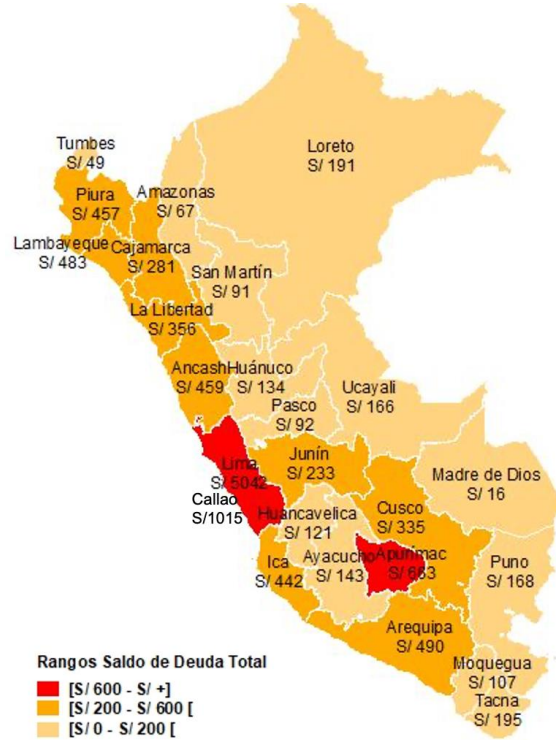 Loreto
S/ 191
Tumbes
S/ 49
Piura
S/ 457
Amazonas
S/ 67
Lambayeque
S/ 483
Cajamarca
S/ 281
San Martín
S/ 91
La Libertad
S/ 356
Ancash
S/ 459
Huánuco
S/ 134
Ucayali
S/ 166
Pasco
S/ 92
Lima
S/ 5042
Junín
S/ 233
Madre de Dios
S/ 16
Callao
S/1015
Huancavelica
S/ 121
Cusco
S/ 335
Ica
S/ 442
Ayacucho
S/ 143
Apurímac
S/ 663
Puno
S/ 168
Arequipa
S/ 490
Moquegua
S/ 107
Tacna
S/ 195
Rangos Saldo de Deuda Total
[S/ 600 - S/ +]
[S/ 200 - S/ 600 [
[S/ 0 - S/ 200 [